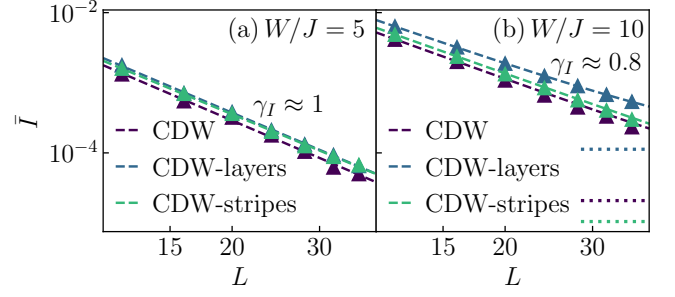 10⁻²
10⁻⁴
Ī
(a) W/J = 5
γ_I ≈ 1
CDW
CDW-layers
CDW-stripes
15
20
30
L
(b) W/J = 10
γ_I ≈ 0.8
CDW
CDW-layers
CDW-stripes
15
20
30
L